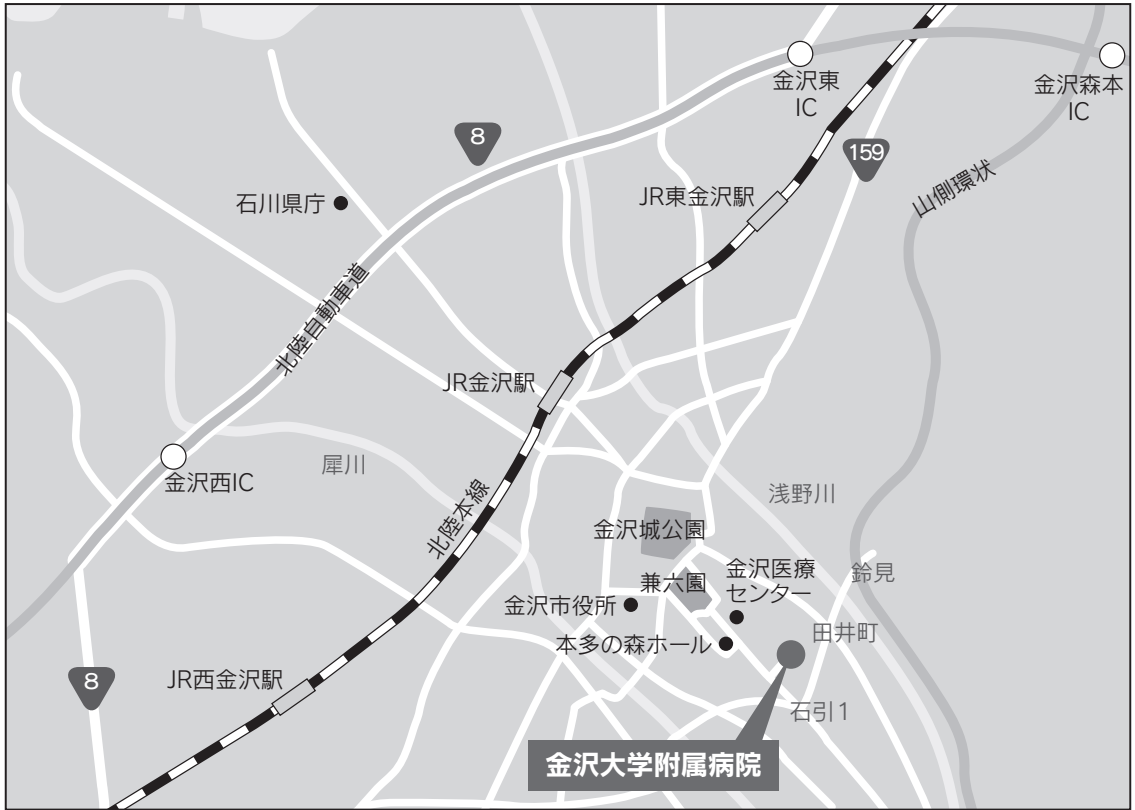 金沢東
IC
金沢森本
IC
8
159
石川県庁
JR東金沢駅
山側環状
北陸自動車道
JR金沢駅
金沢西IC
犀川
北陸本線
浅野川
金沢城公園
兼六園
金沢医療
センター
鈴見
金沢市役所
田井町
本多の森ホール
8
JR西金沢駅
石引1
金沢大学附属病院